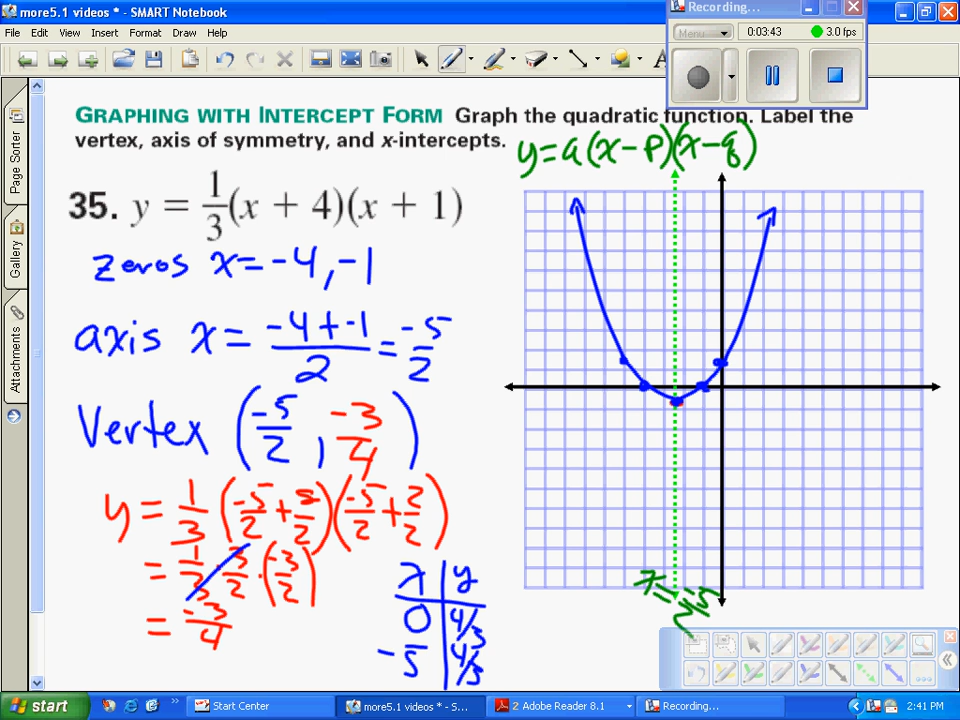 more5.1 videos * - SMART Notebook
Recording...
File Edit View Insert Format Draw Help
Menu
0:03:43
3.0 fps
A
Page Sorter
Gallery
Attachments
GRAPHING WITH INTERCEPT FORM Graph the quadratic function. Label the
vertex, axis of symmetry, and x-intercepts.
y=a(x-p)(x-q)
35. y = 1/3(x + 4)(x + 1)
zeros x=-4,-1
axis x= -4+-1/2 = -5/2
Vertex (-5/2, -3/4)
y= 1/3 (-5/2+8/2)(-5/2+2/2)
= 1/3 · 3/2 · (-3/2)
= -3/4
x y
0 4/3
-5 4/3
x=-5/2
start
Start Center
more5.1 videos * - S...
2 Adobe Reader 8.1
Recording...
2:41 PM